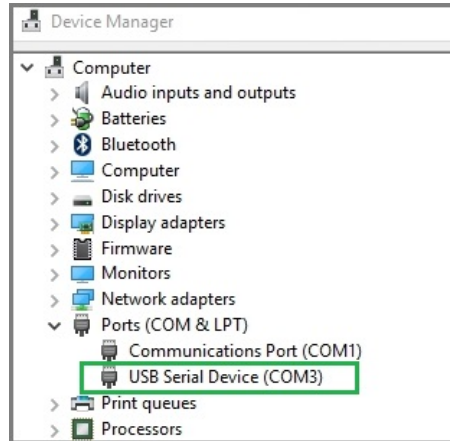 Device Manager
Computer
Audio inputs and outputs
Batteries
Bluetooth
Computer
Disk drives
Display adapters
Firmware
Monitors
Network adapters
Ports (COM & LPT)
Communications Port (COM1)
USB Serial Device (COM3)
Print queues
Processors